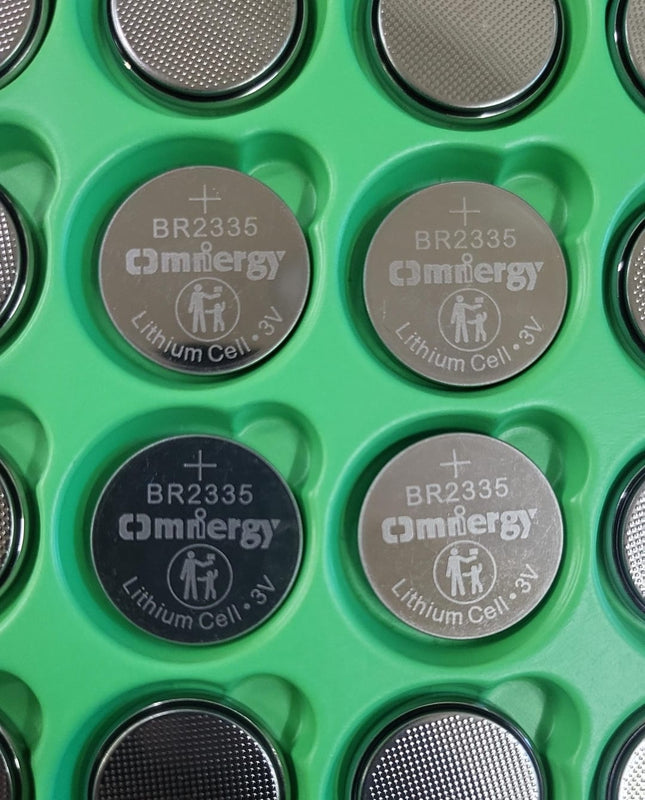 +
BR2335
Omnergy
Lithium Cell • 3V
+
BR2335
Omnergy
Lithium Cell • 3V
+
BR2335
Omnergy
Lithium Cell • 3V
+
BR2335
Omnergy
Lithium Cell • 3V